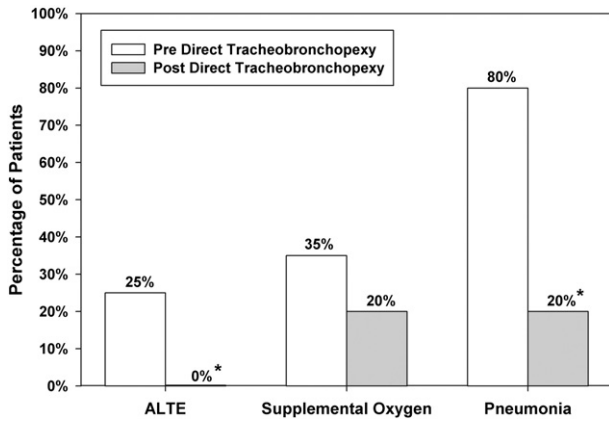 100%
90%
80%
70%
60%
50%
40%
30%
20%
10%
0%
Percentage of Patients
Pre Direct Tracheobronchopexy
Post Direct Tracheobronchopexy
25%
0%*
35%
20%
80%
20%*
ALTE
Supplemental Oxygen
Pneumonia